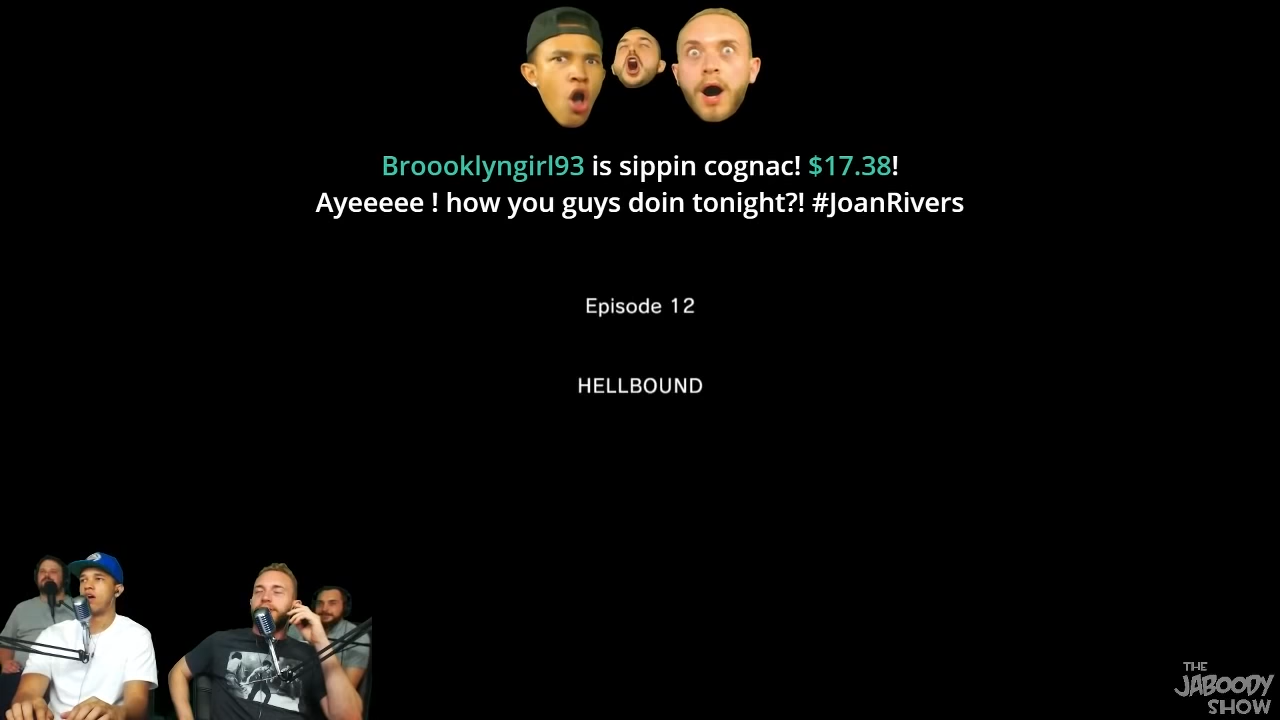 Broooklyngirl93 is sippin cognac! $17.38!
Ayeeeee ! how you guys doin tonight?! #JoanRivers
Episode 12
HELLBOUND
THE
JABOODY
SHOW